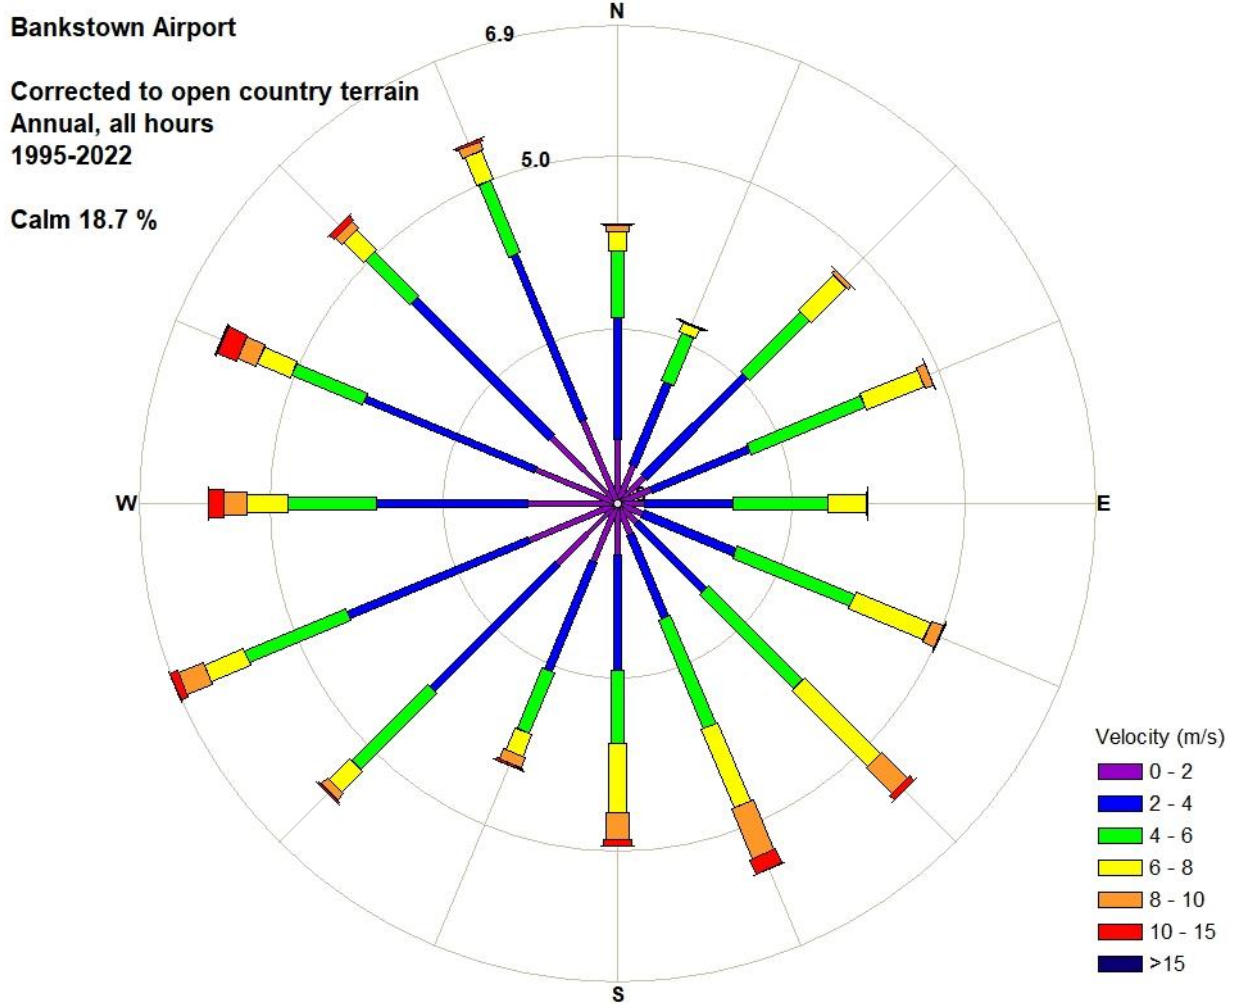 Bankstown Airport
Corrected to open country terrain
Annual, all hours
1995-2022
Calm 18.7 %
N
6.9
5.0
W
E
S
Velocity (m/s)
0 - 2
2 - 4
4 - 6
6 - 8
8 - 10
10 - 15
>15